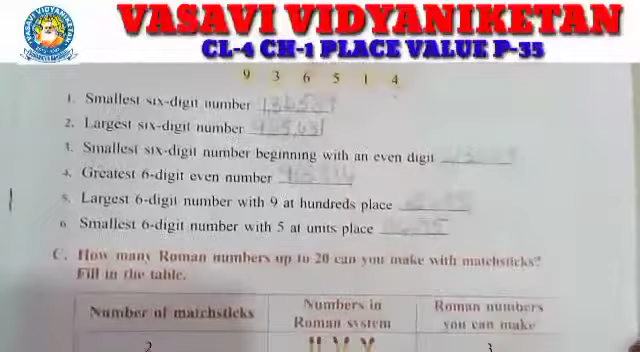 VASAVI VIDYANIKETAN
CL-4 CH-1 PLACE VALUE P-35
9 3 6 5 1 4
1. Smallest six-digit number
2. Largest six-digit number
3. Smallest six-digit number beginning with an even digit
4. Greatest 6-digit even number
5. Largest 6-digit number with 9 at hundreds place
6. Smallest 6-digit number with 5 at units place
C. How many Roman numbers up to 20 can you make with matchsticks?
Fill in the table.
Number of matchsticks Numbers in Roman system Roman numbers you can make
2 II V X 3